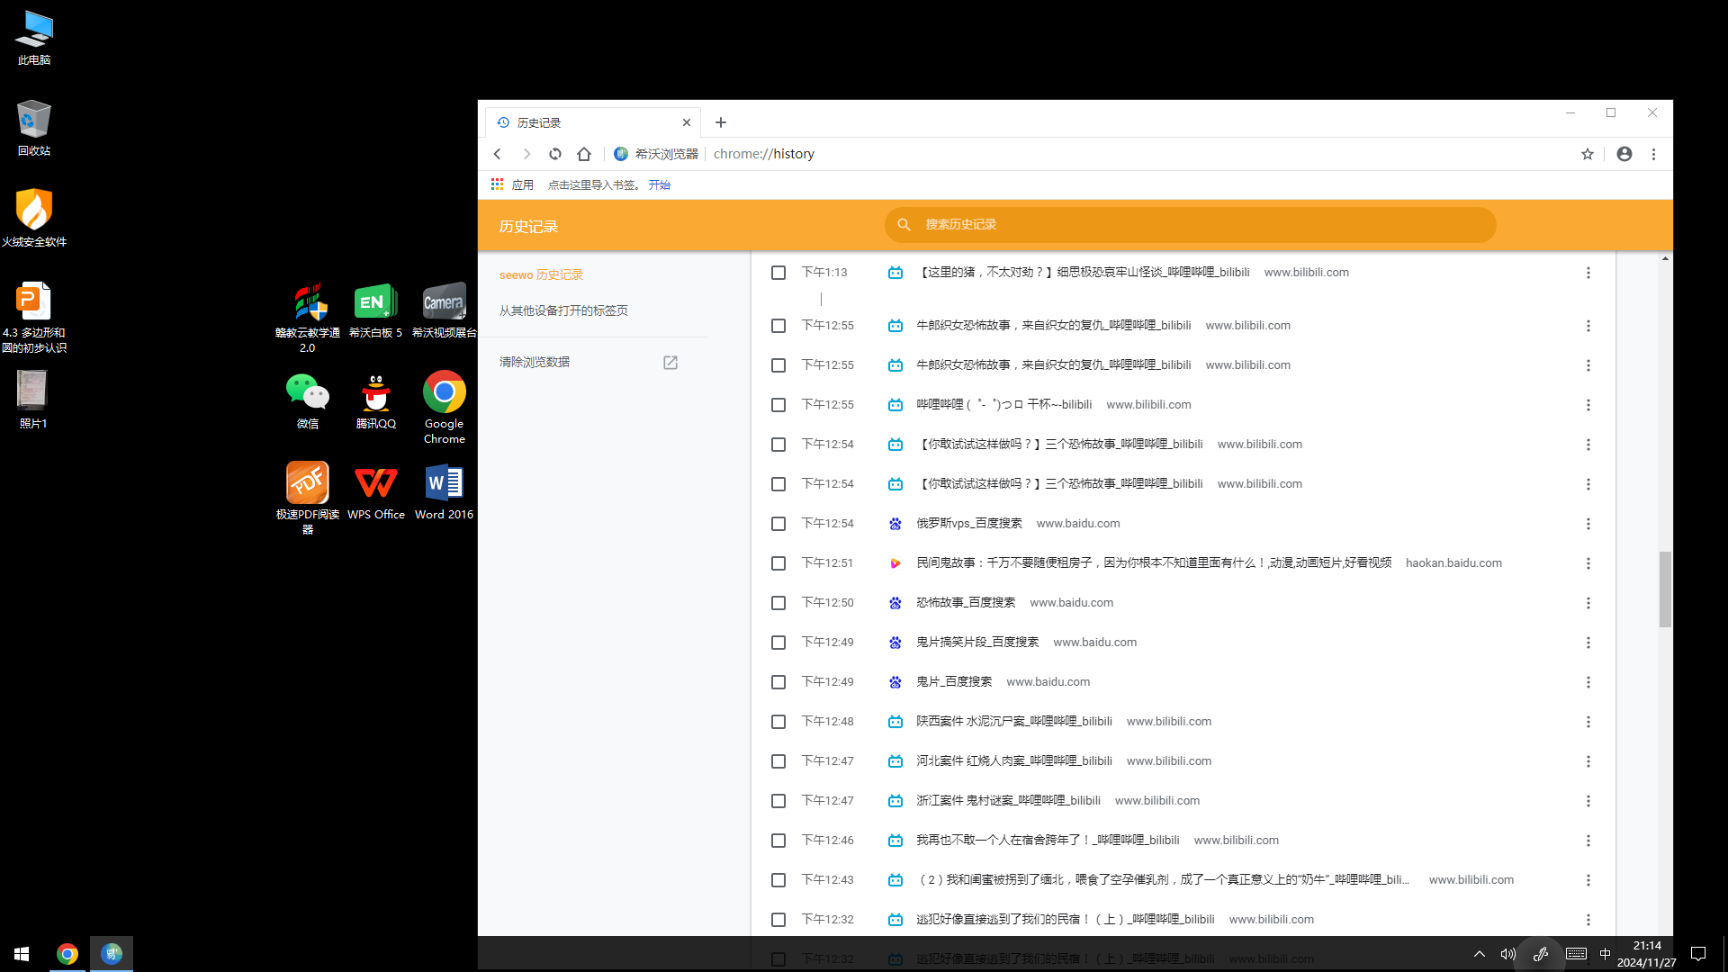 此电脑
回收站
火绒安全软件
4.3 多边形和
圆的初步认识
照片1
赣教云教学通
2.0
希沃白板 5
希沃视频展台
微信
腾讯QQ
Google
Chrome
极速PDF阅读
器
WPS Office
Word 2016
历史记录
希沃浏览器
chrome://history
应用
点击这里导入书签。 开始
历史记录
搜索历史记录
seewo 历史记录
从其他设备打开的标签页
清除浏览数据
下午1:13 【这里的猪，不太对劲？】细思极恐哀牢山怪谈_哔哩哔哩_bilibili www.bilibili.com
下午12:55 牛郎织女恐怖故事，来自织女的复仇_哔哩哔哩_bilibili www.bilibili.com
下午12:55 牛郎织女恐怖故事，来自织女的复仇_哔哩哔哩_bilibili www.bilibili.com
下午12:55 哔哩哔哩 (゜-゜)つロ 干杯~-bilibili www.bilibili.com
下午12:54 【你敢试试这样做吗？】三个恐怖故事_哔哩哔哩_bilibili www.bilibili.com
下午12:54 【你敢试试这样做吗？】三个恐怖故事_哔哩哔哩_bilibili www.bilibili.com
下午12:54 俄罗斯vps_百度搜索 www.baidu.com
下午12:51 民间鬼故事：千万不要随便租房子，因为你根本不知道里面有什么！,动漫,动画短片,好看视频 haokan.baidu.com
下午12:50 恐怖故事_百度搜索 www.baidu.com
下午12:49 鬼片搞笑片段_百度搜索 www.baidu.com
下午12:49 鬼片_百度搜索 www.baidu.com
下午12:48 陕西案件 水泥沉尸案_哔哩哔哩_bilibili www.bilibili.com
下午12:47 河北案件 红烧人肉案_哔哩哔哩_bilibili www.bilibili.com
下午12:47 浙江案件 鬼村谜案_哔哩哔哩_bilibili www.bilibili.com
下午12:46 我再也不敢一个人在宿舍跨年了！_哔哩哔哩_bilibili www.bilibili.com
下午12:43 （2）我和闺蜜被拐到了缅北，喂食了空孕催乳剂，成了一个真正意义上的“奶牛”_哔哩哔哩_bili... www.bilibili.com
下午12:32 逃犯好像直接逃到了我们的民宿！（上）_哔哩哔哩_bilibili www.bilibili.com
下午12:32 逃犯好像直接逃到了我们的民宿！（上）_哔哩哔哩_bilibili www.bilibili.com
中
21:14
2024/11/27